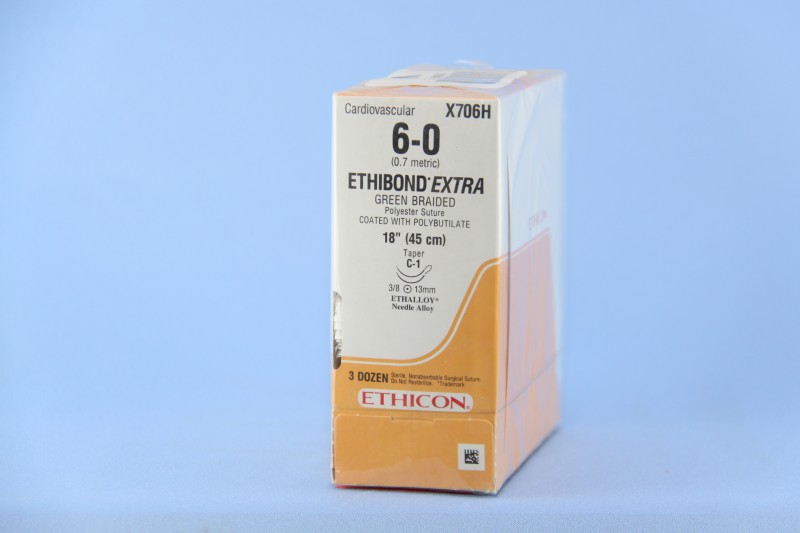 Cardiovascular X706H
6-0
(0.7 metric)
ETHIBOND* EXTRA
GREEN BRAIDED
Polyester Suture
COATED WITH POLYBUTILATE
18" (45 cm)
Taper
C-1
3/8 13mm
ETHALLOY®
Needle Alloy
3 DOZEN Sterile, Nonabsorbable Surgical Suture.
Do Not Resterilize. *Trademark
ETHICON®